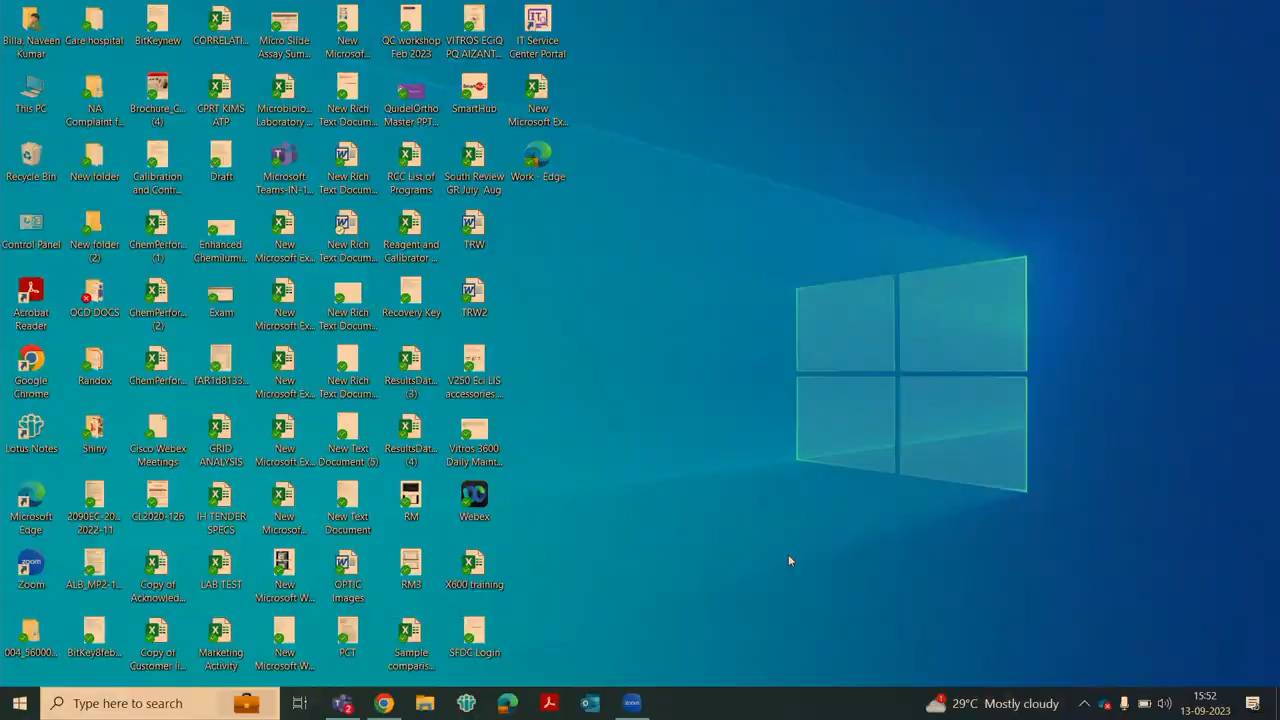 Billa, Naveen
Kumar
Care hospital
BitKeynew
CORRELATI...
Micro Slide
Assay Sum...
New
Microsof...
QC workshop
Feb 2023
VITROS ECiQ
PQ AIZANT...
IT Service
Center Portal
This PC
NA
Complaint f...
Brochure_C...
(4)
CPRT KIMS
ATP
Microbioio...
Laboratory ...
New Rich
Text Docum...
QuidelOrtho
Master PPT...
SmartHub
New
Microsoft Ex...
Recycle Bin
New folder
Calibration
and Contr...
Draft
Microsoft
Teams-IN-1...
New Rich
Text Docum...
RCC List of
Programs
South Review
GR July Aug
Work - Edge
Control Panel
New folder
(2)
ChemPerfor...
(1)
Enhanced
Chemilumi...
New
Microsoft Ex...
New Rich
Text Docum...
Reagent and
Calibrator ...
TRW
Acrobat
Reader
OCD DOCS
ChemPerfor...
(2)
Exam
New
Microsoft Ex...
New Rich
Text Docum...
Recovery Key
TRW2
Google
Chrome
Randox
ChemPerfor...
fAR1d8133...
New
Microsoft Ex...
New Rich
Text Docum...
ResultsDat...
(3)
V250 Eci LIS
accessories ...
Lotus Notes
Shiny
Cisco Webex
Meetings
GRID
ANALYSIS
New
Microsoft Ex...
New Text
Document (5)
ResultsDat...
(4)
Vitros 3600
Daily Maint...
Microsoft
Edge
2090EC-20...
2022-11
CL2020-126
IH TENDER
SPECS
New
Microsof...
New Text
Document
RM
Webex
Zoom
ALB_MP2-1...
Copy of
Acknowled...
LAB TEST
New
Microsoft W...
OPTIC
Images
RM3
X600 training
004_56000...
BitKey8feb...
Copy of
Customer li...
Marketing
Activity
New
Microsoft W...
PCT
Sample
comparis...
SFDC Login
Type here to search
29°C Mostly cloudy
15:52
13-09-2023